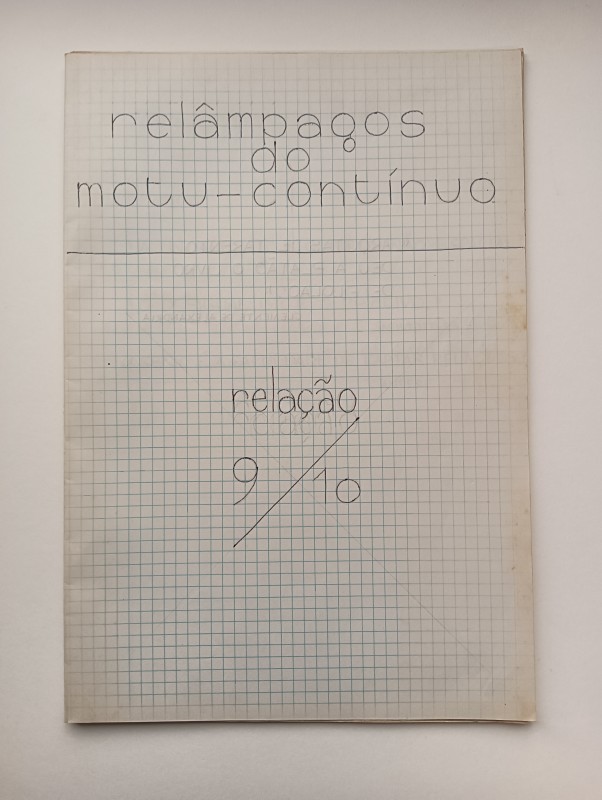 relâmpagos
do
motu-contínuo
relação
9/10